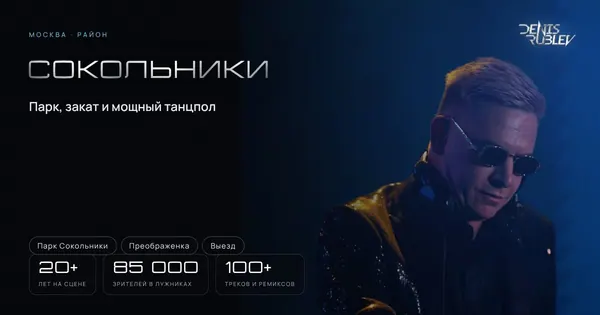 МОСКВА · РАЙОН
DENIS RUBLEV
СОКОЛЬНИКИ
Парк, закат и мощный танцпол
Парк Сокольники Преображенка Выезд
20+ 85 000 100+
ЛЕТ НА СЦЕНЕ ЗРИТЕЛЕЙ В ЛУЖНИКАХ ТРЕКОВ И РЕМИКСОВ